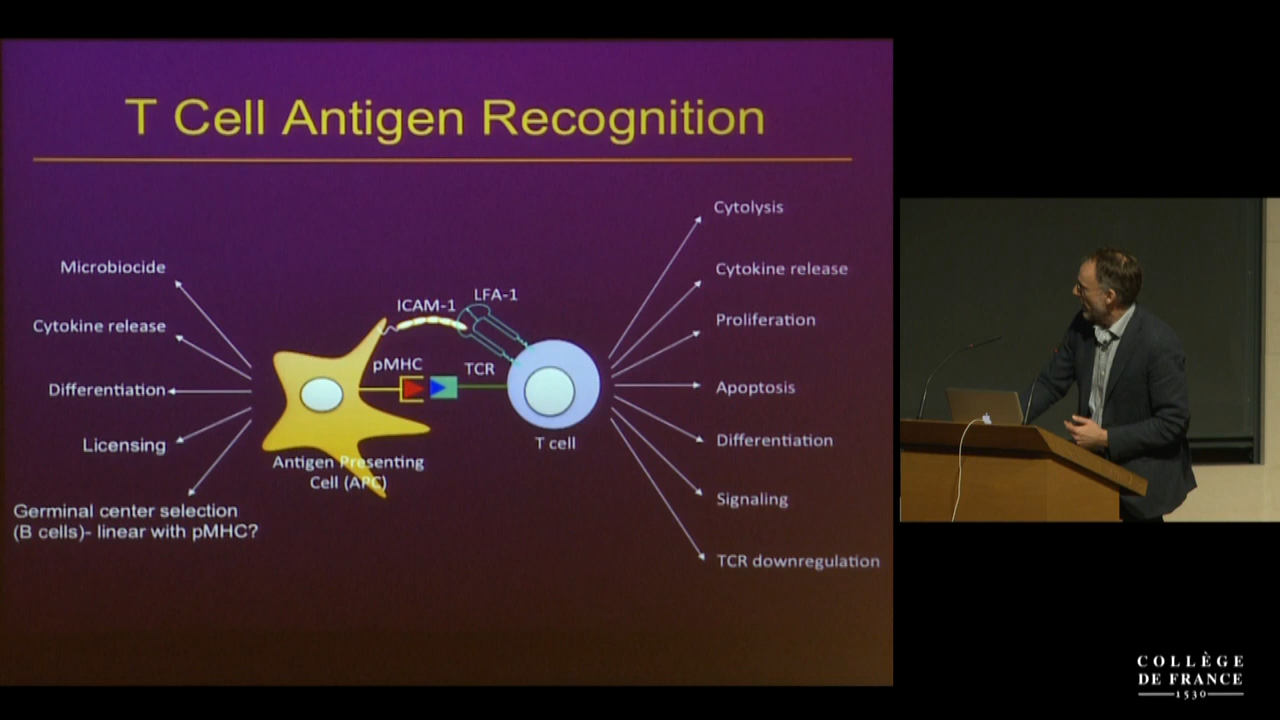 T Cell Antigen Recognition
Microbiocide
Cytokine release
Differentiation
Licensing
Germinal center selection
(B cells)- linear with pMHC?
ICAM-1
LFA-1
pMHC
TCR
T cell
Antigen Presenting
Cell (APC)
Cytolysis
Cytokine release
Proliferation
Apoptosis
Differentiation
Signaling
TCR downregulation
COLLÈGE
DE FRANCE
1530